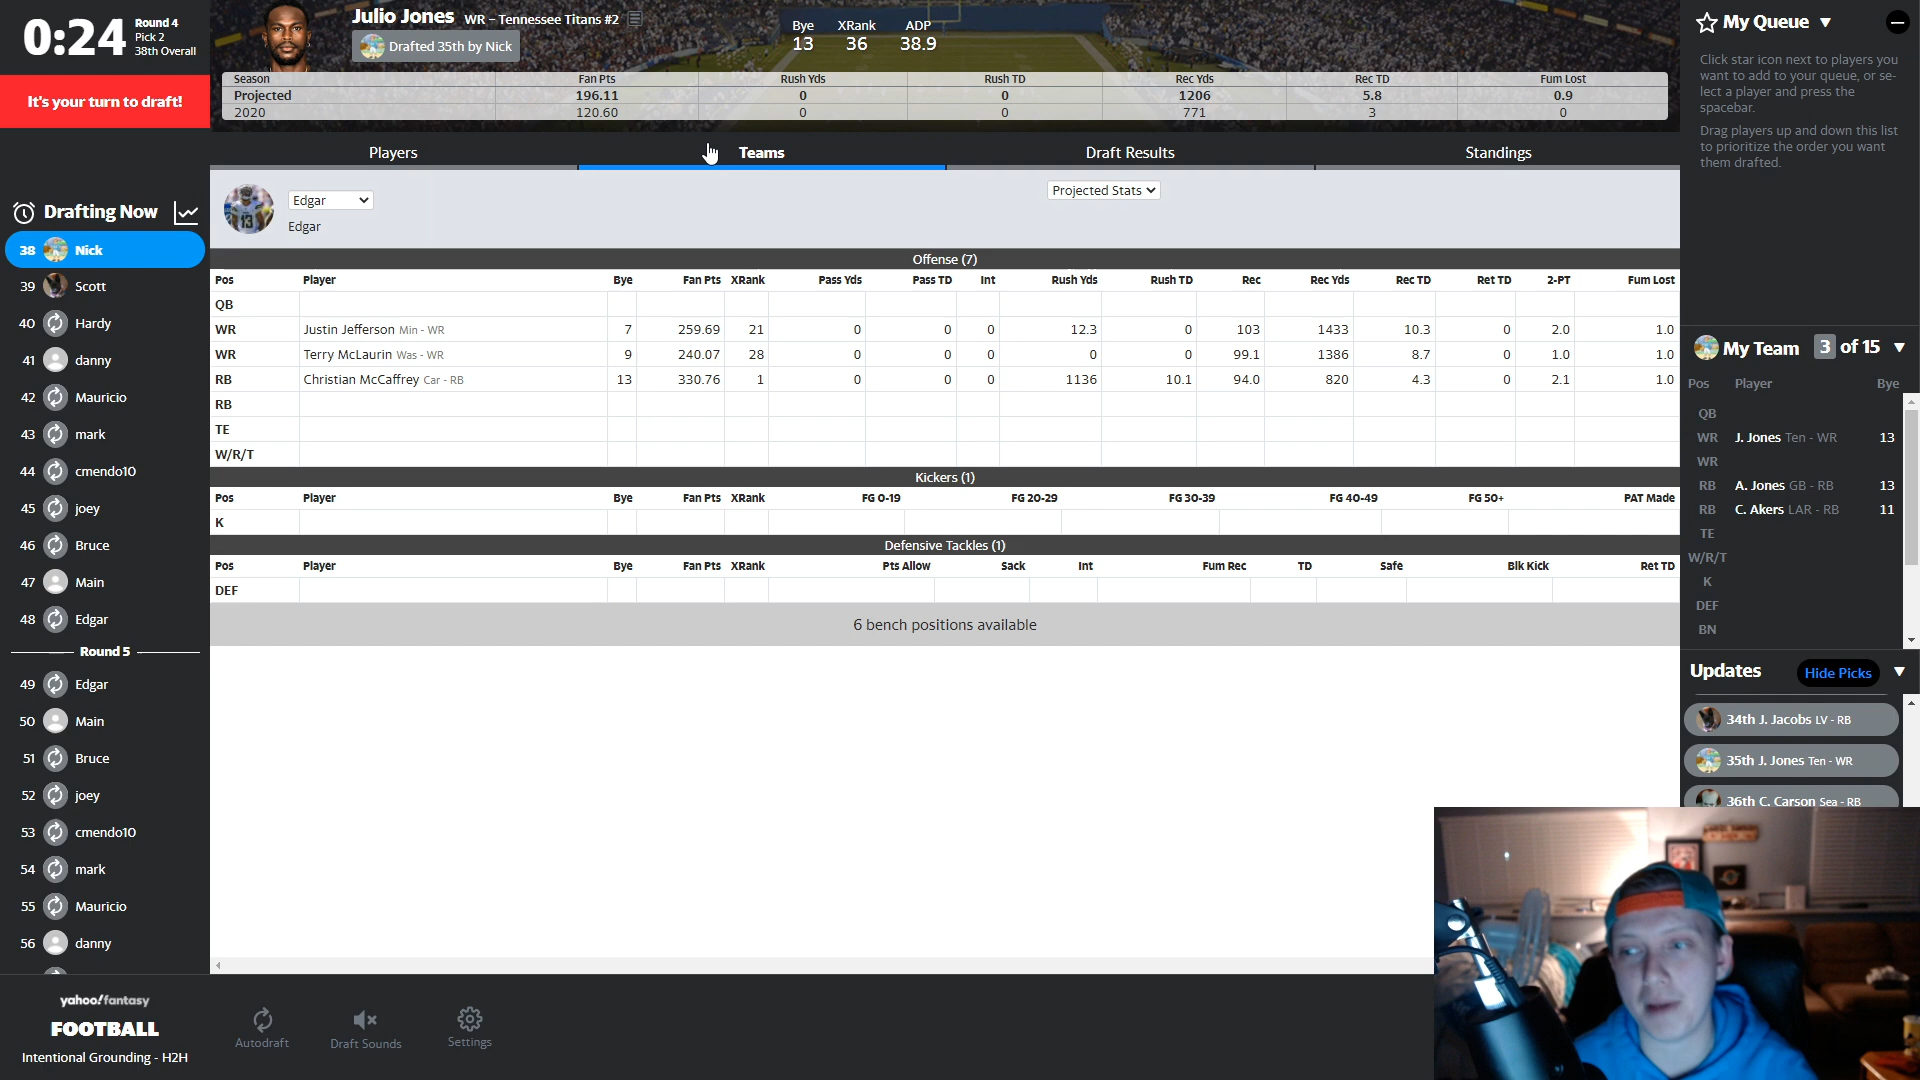 0:24
Round 4
Pick 2
38th Overall
It's your turn to draft!
Julio Jones WR – Tennessee Titans #2
Drafted 35th by Nick
Bye XRank ADP
13 36 38.9
Season Fan Pts Rush Yds Rush TD Rec Yds Rec TD Fum Lost
Projected 196.11 0 0 1206 5.8 0.9
2020 120.60 0 0 771 3 0
Players Teams Draft Results Standings
Edgar
Edgar
Projected Stats
Drafting Now
38 Nick
39 Scott
40 Hardy
41 danny
42 Mauricio
43 mark
44 cmendo10
45 joey
46 Bruce
47 Main
48 Edgar
Round 5
49 Edgar
50 Main
51 Bruce
52 joey
53 cmendo10
54 mark
55 Mauricio
56 danny
Offense (7)
Pos Player Bye Fan Pts XRank Pass Yds Pass TD Int Rush Yds Rush TD Rec Rec Yds Rec TD Ret TD 2-PT Fum Lost
QB
WR Justin Jefferson Min - WR 7 259.69 21 0 0 0 12.3 0 103 1433 10.3 0 2.0 1.0
WR Terry McLaurin Was - WR 9 240.07 28 0 0 0 0 0 99.1 1386 8.7 0 1.0 1.0
RB Christian McCaffrey Car - RB 13 330.76 1 0 0 0 1136 10.1 94.0 820 4.3 0 2.1 1.0
RB
TE
W/R/T
Kickers (1)
Pos Player Bye Fan Pts XRank FG 0-19 FG 20-29 FG 30-39 FG 40-49 FG 50+ PAT Made
K
Defensive Tackles (1)
Pos Player Bye Fan Pts XRank Pts Allow Sack Int Fum Rec TD Safe Blk Kick Ret TD
DEF
6 bench positions available
My Queue
Click star icon next to players you
want to add to your queue, or se-
lect a player and press the
spacebar.
Drag players up and down this list
to prioritize the order you want
them drafted.
My Team 3 of 15
Pos Player Bye
QB
WR J. Jones Ten - WR 13
WR
RB A. Jones GB - RB 13
RB C. Akers LAR - RB 11
TE
W/R/T
K
DEF
BN
Updates Hide Picks
34th J. Jacobs LV - RB
35th J. Jones Ten - WR
36th C. Carson Sea - RB
yahoo!fantasy
FOOTBALL
Intentional Grounding - H2H
Autodraft
Draft Sounds
Settings